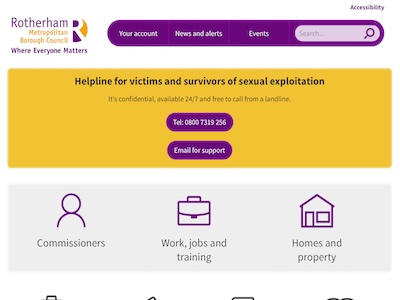 Accessibility
Rotherham
Metropolitan
Borough Council
Where Everyone Matters
Your account
News and alerts
Events
Search...
Helpline for victims and survivors of sexual exploitation
It's confidential, available 24/7 and free to call from a landline.
Tel: 0800 7319 256
Email for support
Commissioners
Work, jobs and
training
Homes and
property